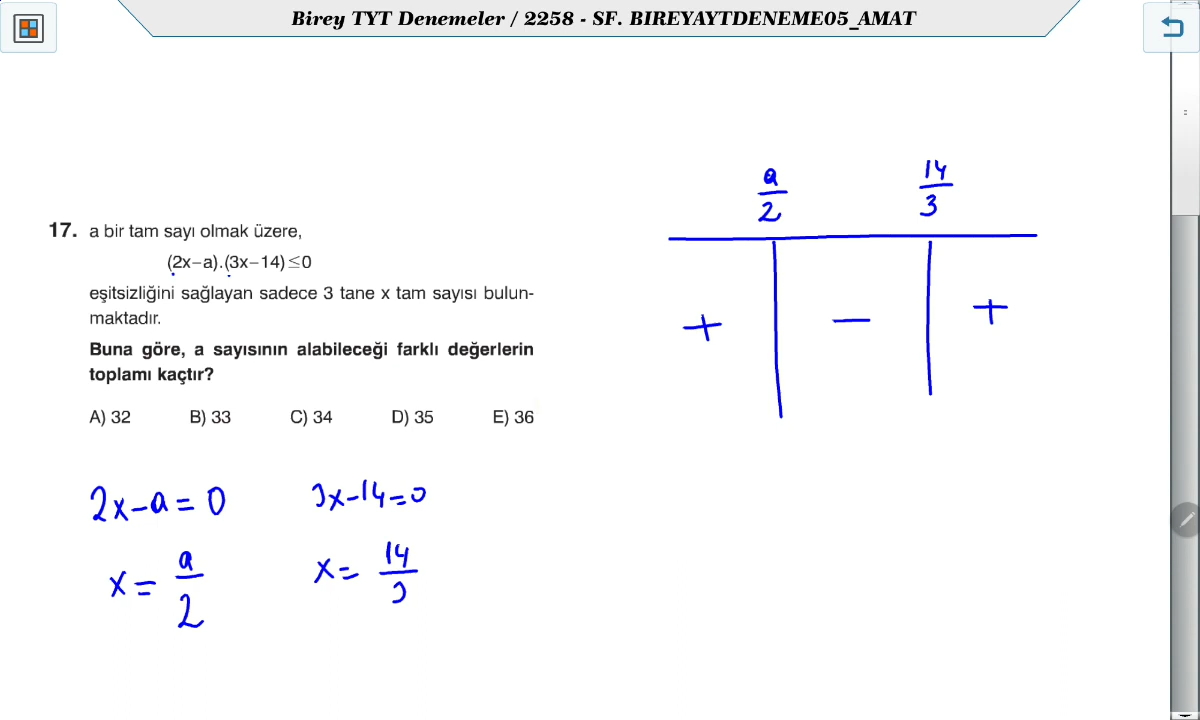 Birey TYT Denemeler / 2258 - SF. BIREYAYTDENEME05_AMAT
17. a bir tam sayı olmak üzere,
(2x−a).(3x−14)≤0
eşitsizliğini sağlayan sadece 3 tane x tam sayısı bulun-
maktadır.
Buna göre, a sayısının alabileceği farklı değerlerin
toplamı kaçtır?
A) 32 B) 33 C) 34 D) 35 E) 36
2x-a=0 3x-14=0
x=a/2 x=14/3
a/2 14/3
+ − +